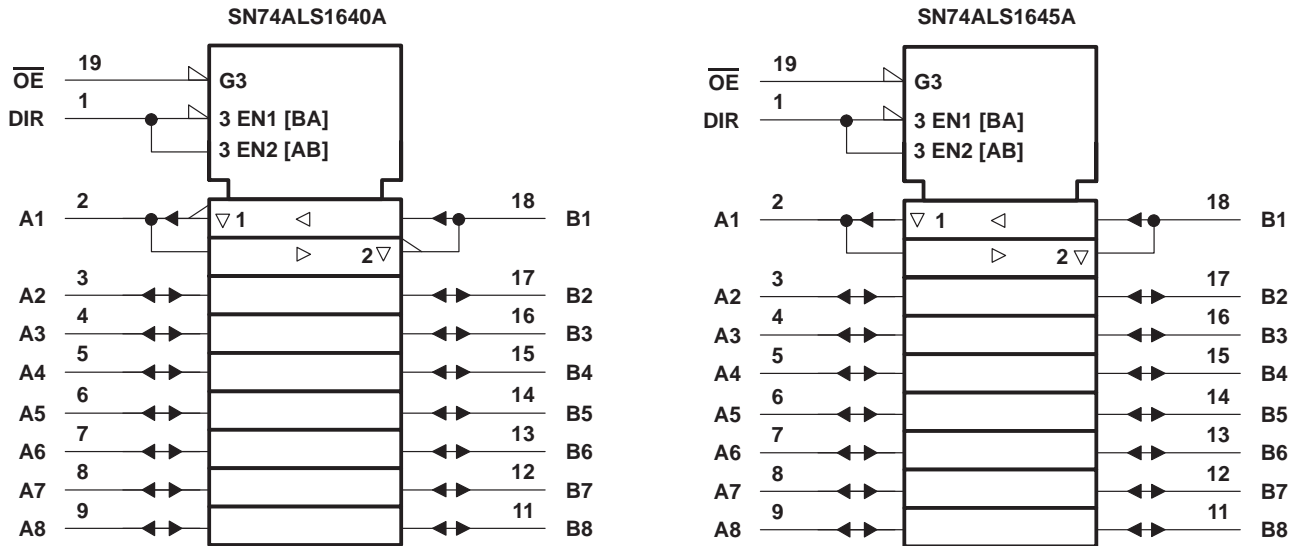 SN74ALS1640A
OE 19 G3
DIR 1 3 EN1 [BA]
3 EN2 [AB]
A1 2 ▽ 1 ◁ 18 B1
▷ 2 ▽
A2 3 17 B2
A3 4 16 B3
A4 5 15 B4
A5 6 14 B5
A6 7 13 B6
A7 8 12 B7
A8 9 11 B8
SN74ALS1645A
OE 19 G3
DIR 1 3 EN1 [BA]
3 EN2 [AB]
A1 2 ▽ 1 ◁ 18 B1
▷ 2 ▽
A2 3 17 B2
A3 4 16 B3
A4 5 15 B4
A5 6 14 B5
A6 7 13 B6
A7 8 12 B7
A8 9 11 B8